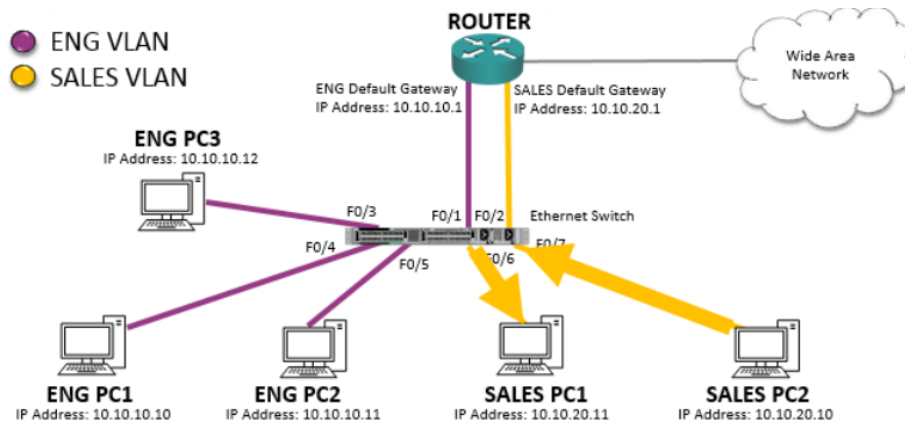 ROUTER
ENG VLAN
SALES VLAN
Wide Area
Network
ENG Default Gateway
IP Address: 10.10.10.1
SALES Default Gateway
IP Address: 10.10.20.1
ENG PC3
IP Address: 10.10.10.12
F0/3
F0/1
F0/2
Ethernet Switch
F0/4
F0/5
F0/6
F0/7
ENG PC1
IP Address: 10.10.10.10
ENG PC2
IP Address: 10.10.10.11
SALES PC1
IP Address: 10.10.20.11
SALES PC2
IP Address: 10.10.20.10